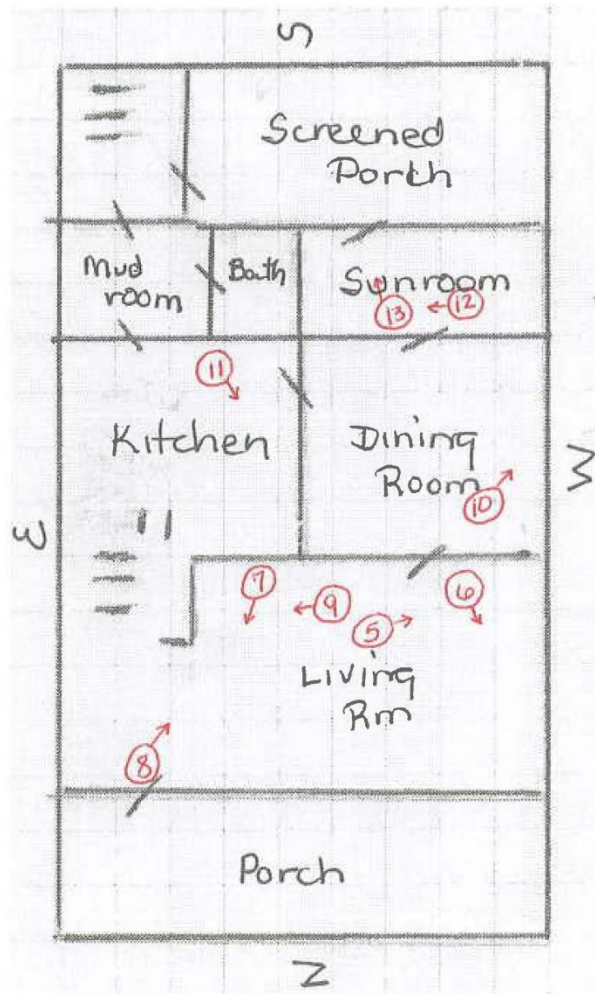 S
Screened
Porch
Mud
room
Bath
Sunroom
13
12
11
Kitchen
Dining
Room
10
W
E
7
9
5
6
Living
Rm
8
Porch
N